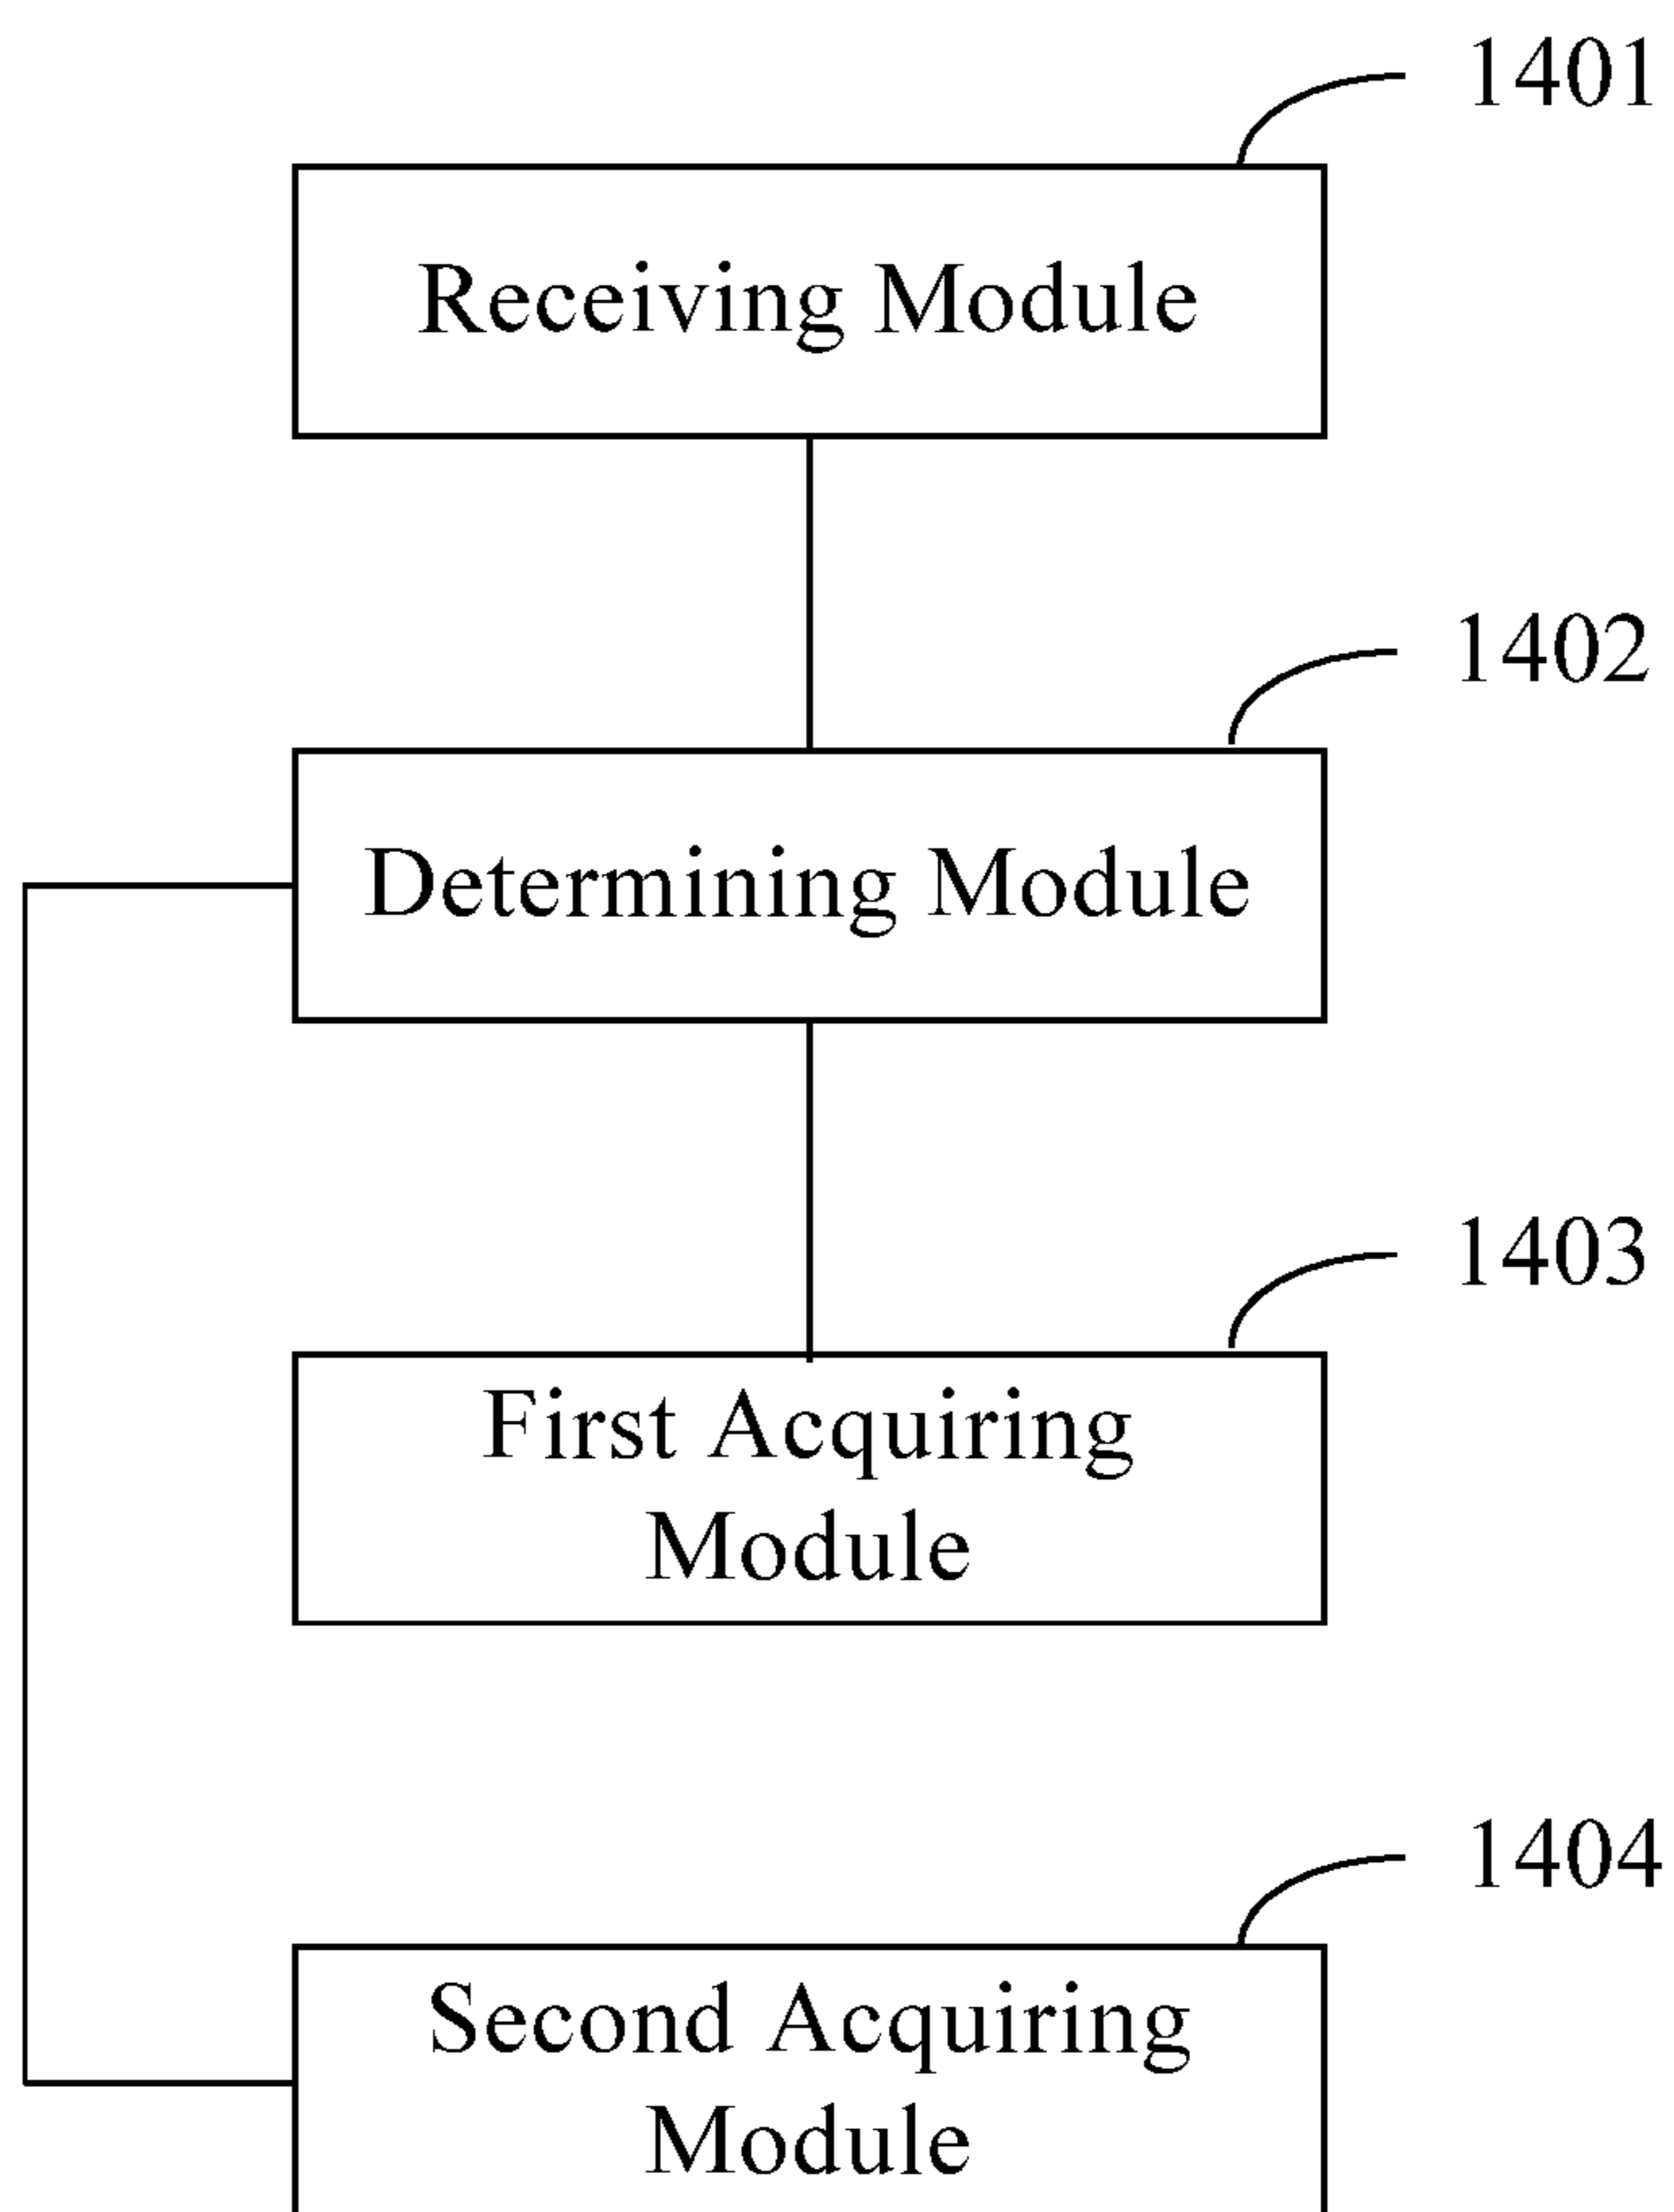 1401
Receiving Module
1402
Determining Module
1403
First Acquiring
Module
1404
Second Acquiring
Module